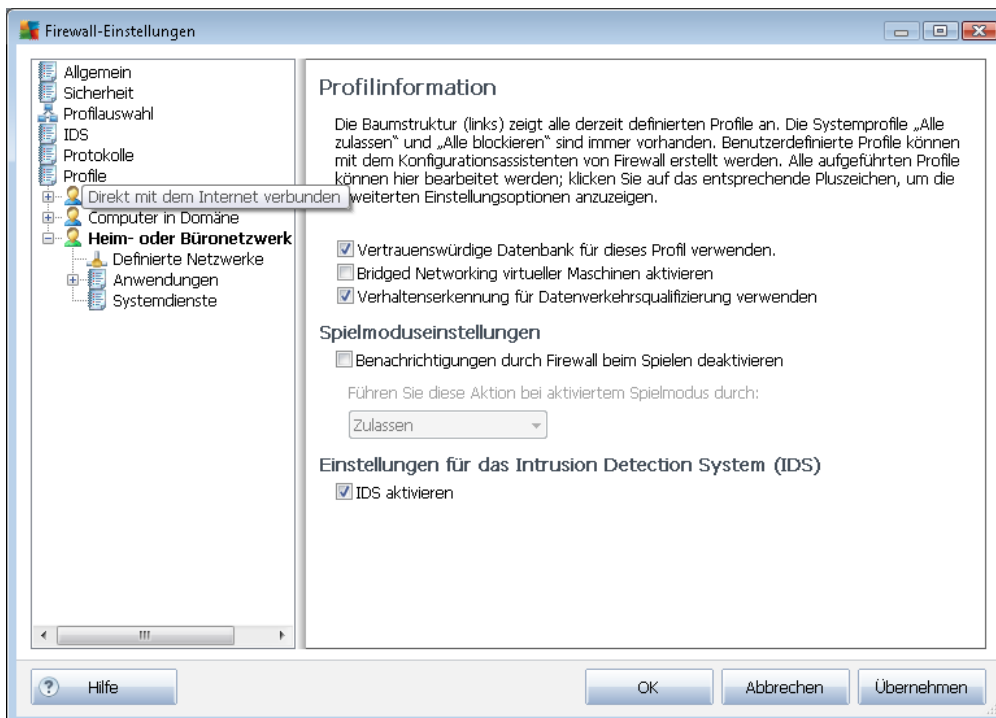 Firewall-Einstellungen
Allgemein
Sicherheit
Profilauswahl
IDS
Protokolle
Profile
Direkt mit dem Internet verbunden
Computer in Domäne
Heim- oder Büronetzwerk
Definierte Netzwerke
Anwendungen
Systemdienste
Profilinformation
Die Baumstruktur (links) zeigt alle derzeit definierten Profile an. Die Systemprofile „Alle
zulassen“ und „Alle blockieren“ sind immer vorhanden. Benutzerdefinierte Profile können
mit dem Konfigurationsassistenten von Firewall erstellt werden. Alle aufgeführten Profile
können hier bearbeitet werden; klicken Sie auf das entsprechende Pluszeichen, um die
weiterten Einstellungsoptionen anzuzeigen.
Vertrauenswürdige Datenbank für dieses Profil verwenden.
Bridged Networking virtueller Maschinen aktivieren
Verhaltenserkennung für Datenverkehrsqualifizierung verwenden
Spielmoduseinstellungen
Benachrichtigungen durch Firewall beim Spielen deaktivieren
Führen Sie diese Aktion bei aktiviertem Spielmodus durch:
Zulassen
Einstellungen für das Intrusion Detection System (IDS)
IDS aktivieren
Hilfe
OK
Abbrechen
Übernehmen